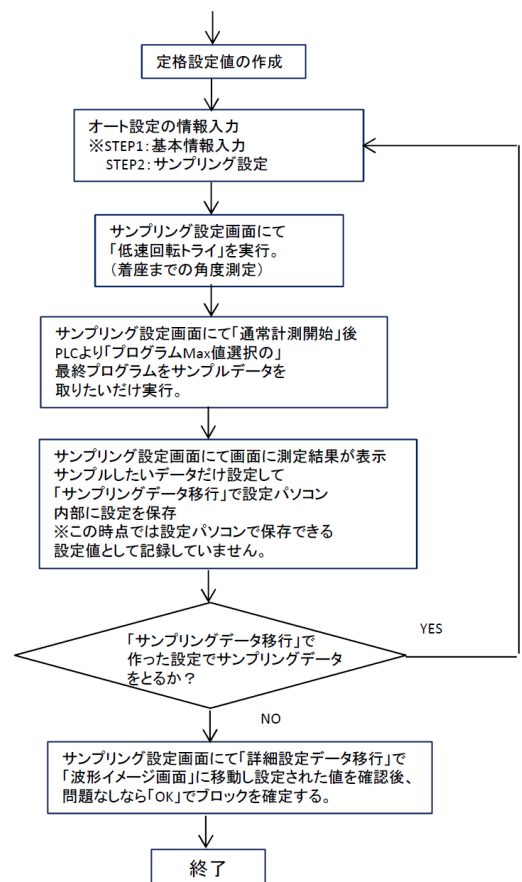 定格設定値の作成
オート設定の情報入力
※STEP1:基本情報入力
STEP2:サンプリング設定
サンプリング設定画面にて
「低速回転トライ」を実行。
(着座までの角度測定)
サンプリング設定画面にて「通常計測開始」後
PLCより「プログラムMax値選択の」
最終プログラムをサンプルデータを
取りたいだけ実行。
サンプリング設定画面にて画面に測定結果が表示
サンプルしたいデータだけ設定して
「サンプリングデータ移行」で設定パソコン
内部に設定を保存
※この時点では設定パソコンで保存できる
設定値として記録していません。
「サンプリングデータ移行」で
作った設定でサンプリングデータ
をとるか?
YES
NO
サンプリング設定画面にて「詳細設定データ移行」で
「波形イメージ画面」に移動し設定された値を確認後、
問題なしなら「OK」でブロックを確定する。
終了